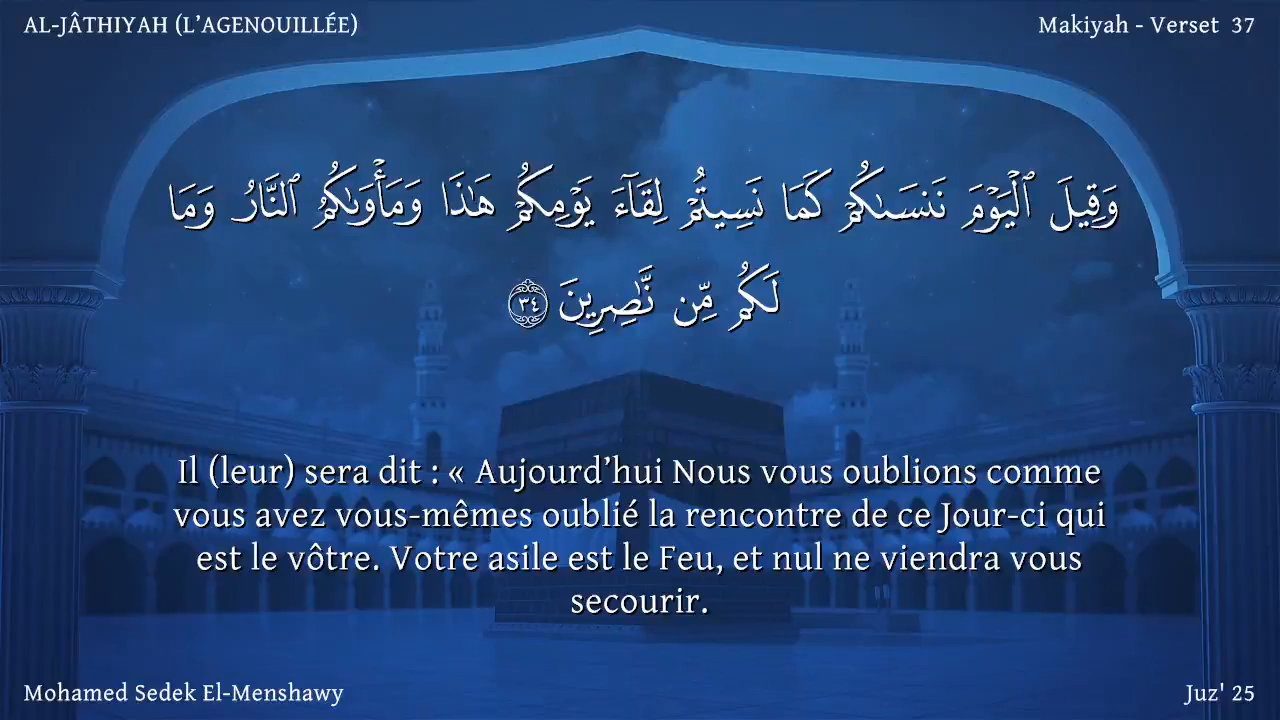 AL-JÂTHIYAH (L’AGENOUILLÉE)
Makiyah - Verset 37
وَقِيلَ ٱلْيَوْمَ نَنسَىٰكُمْ كَمَا نَسِيتُمْ لِقَآءَ يَوْمِكُمْ هَٰذَا وَمَأْوَىٰكُمُ ٱلنَّارُ وَمَا
لَكُم مِّن نَّٰصِرِينَ ٣٤
Il (leur) sera dit : « Aujourd’hui Nous vous oublions comme
vous avez vous-mêmes oublié la rencontre de ce Jour-ci qui
est le vôtre. Votre asile est le Feu, et nul ne viendra vous
secourir.
Mohamed Sedek El-Menshawy
Juz' 25